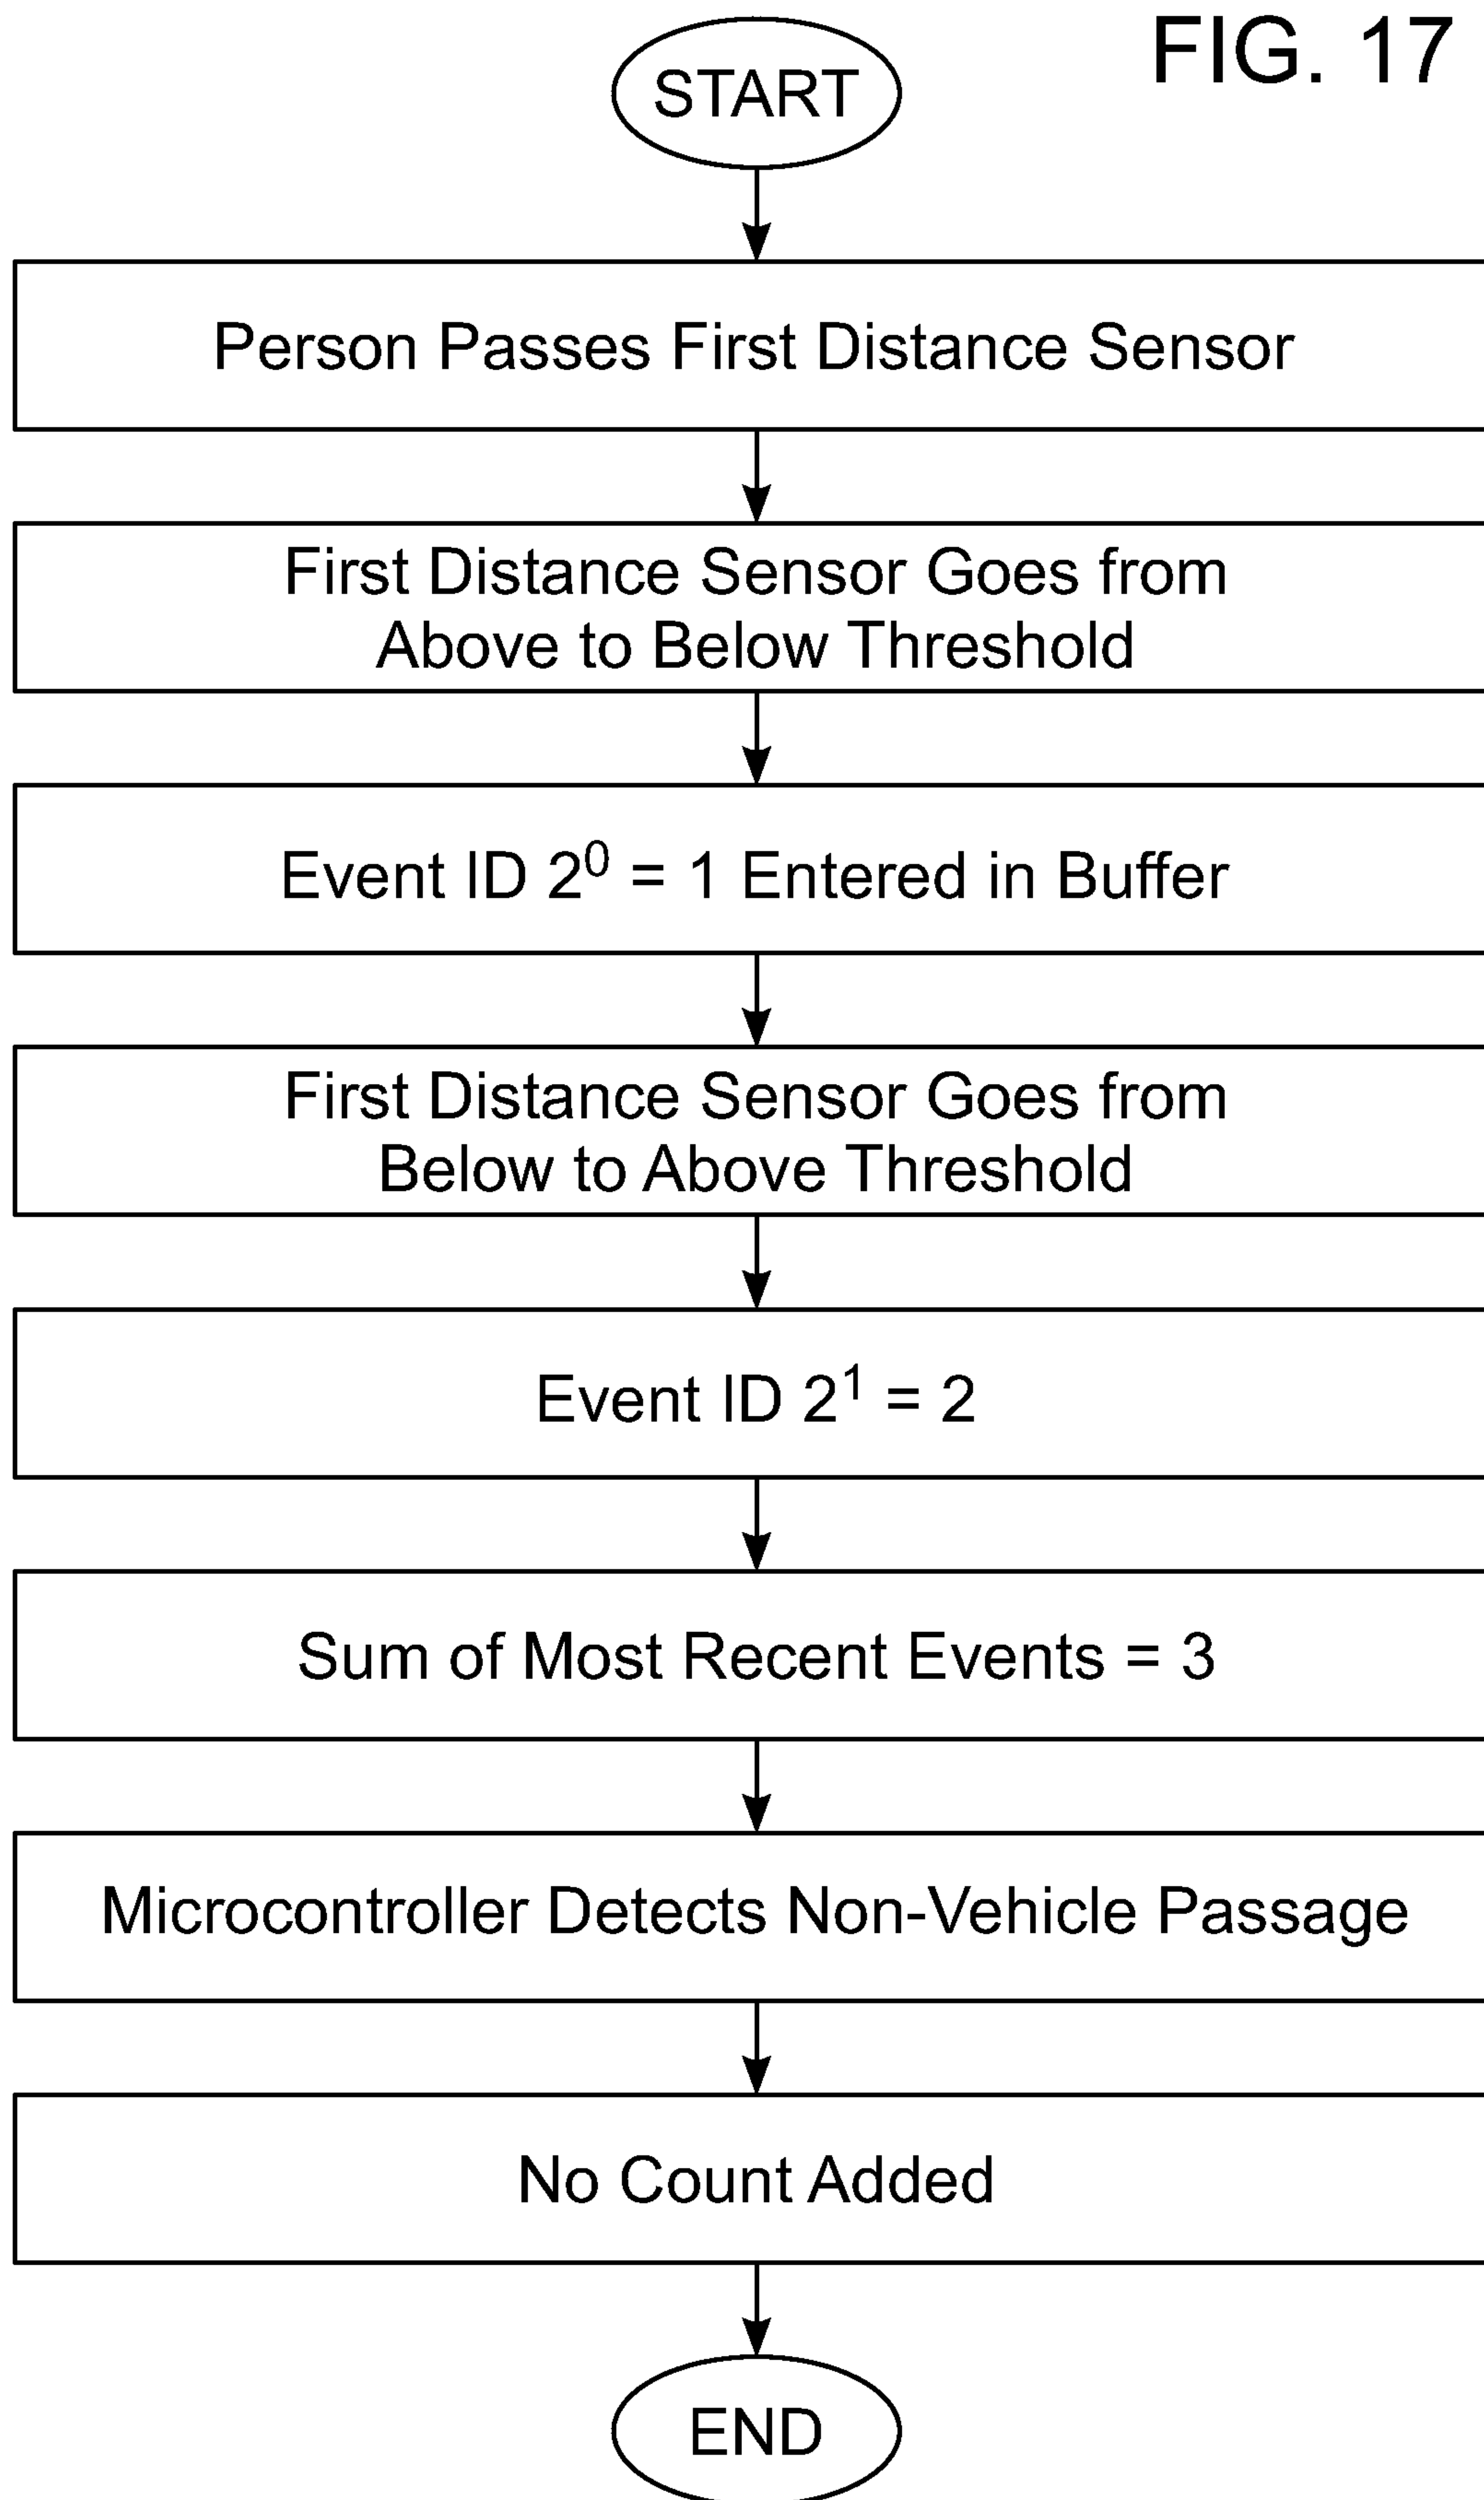 FIG. 17
START
Person Passes First Distance Sensor
First Distance Sensor Goes from
Above to Below Threshold
Event ID 2⁰ = 1 Entered in Buffer
First Distance Sensor Goes from
Below to Above Threshold
Event ID 2¹ = 2
Sum of Most Recent Events = 3
Microcontroller Detects Non-Vehicle Passage
No Count Added
END